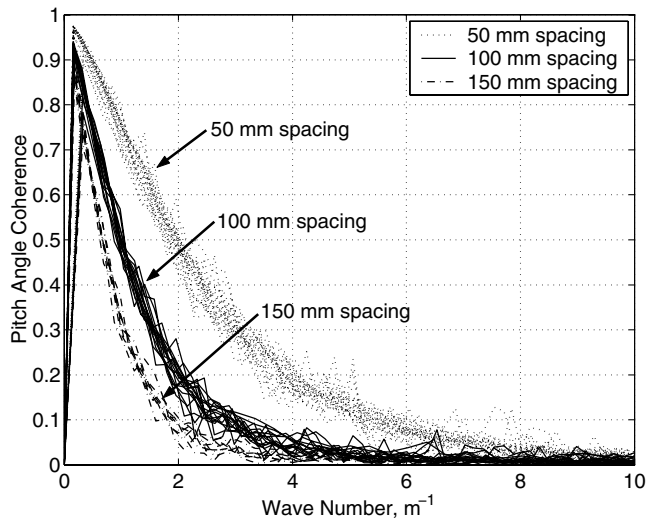 1
0.9
0.8
0.7
0.6
0.5
0.4
0.3
0.2
0.1
0
Pitch Angle Coherence
50 mm spacing
100 mm spacing
150 mm spacing
50 mm spacing
100 mm spacing
150 mm spacing
0 2 4 6 8 10
Wave Number, m⁻¹